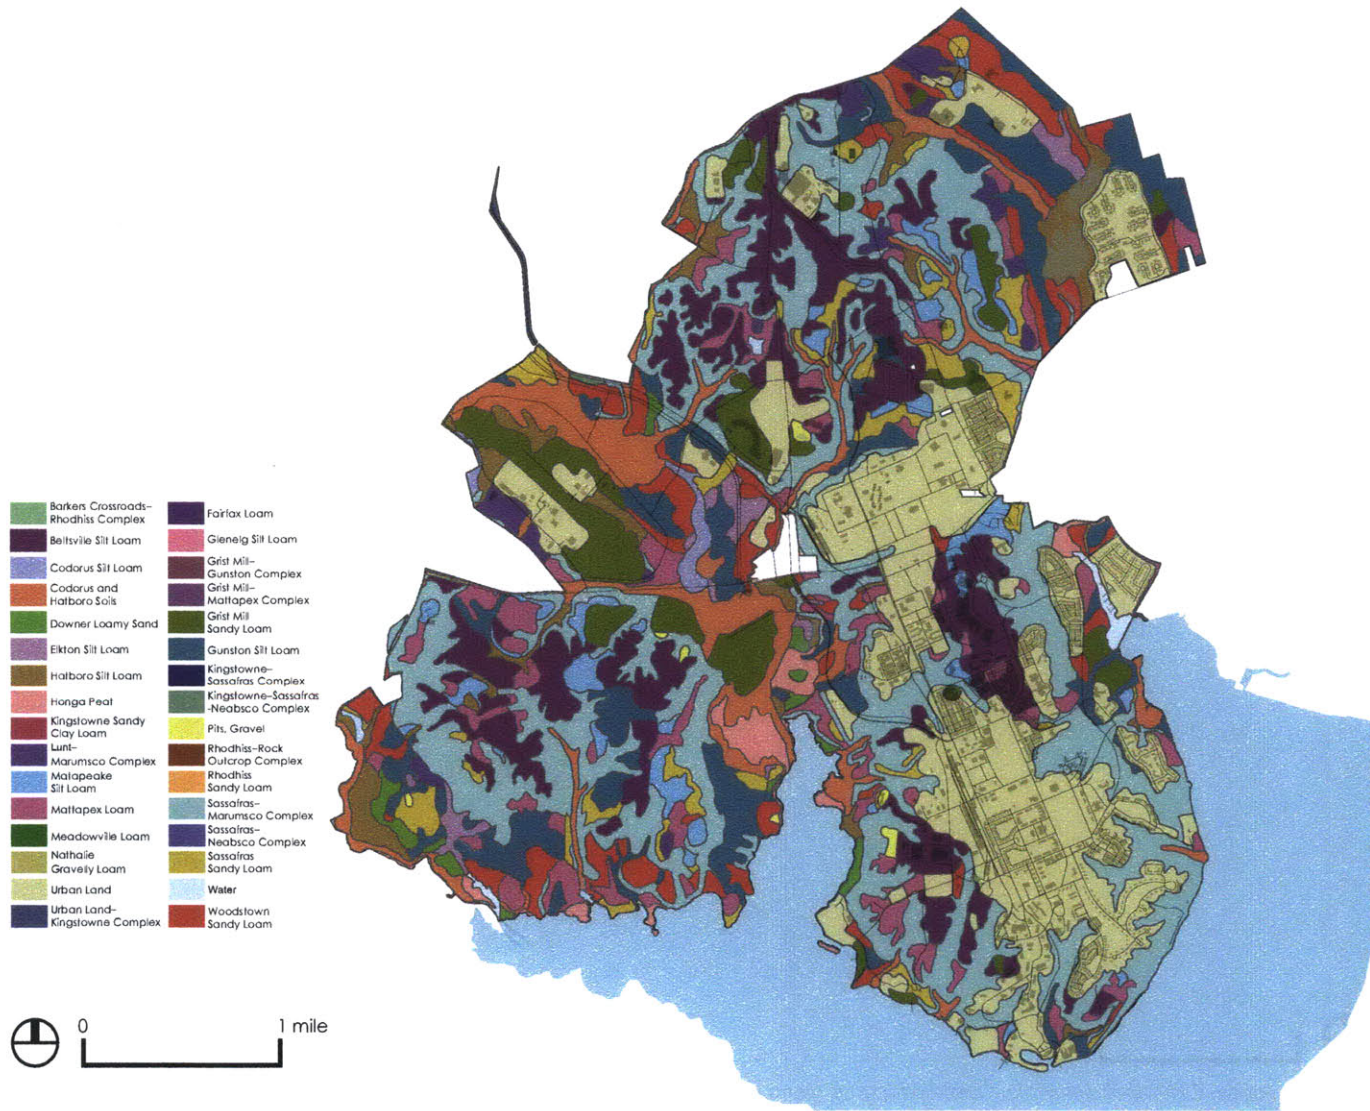 Barkers Crossroads-
Rhodhiss Complex
Beltsville Silt Loam
Codorus Silt Loam
Codorus and
Hatboro Soils
Downer Loamy Sand
Elkton Silt Loam
Hatboro Silt Loam
Honga Peat
Kingstowne Sandy
Clay Loam
Lunt-
Marumsco Complex
Matapeake
Silt Loam
Mattapex Loam
Meadowville Loam
Nathalie
Gravelly Loam
Urban Land
Urban Land-
Kingstowne Complex
Fairfax Loam
Glenelg Silt Loam
Grist Mill-
Gunston Complex
Grist Mill-
Mattapex Complex
Grist Mill
Sandy Loam
Gunston Silt Loam
Kingstowne-
Sassafras Complex
Kingstowne-Sassafras
-Neabsco Complex
Pits, Gravel
Rhodhiss-Rock
Outcrop Complex
Rhodhiss
Sandy Loam
Sassafras-
Marumsco Complex
Sassafras-
Neabsco Complex
Sassafras
Sandy Loam
Water
Woodstown
Sandy Loam
0 1 mile